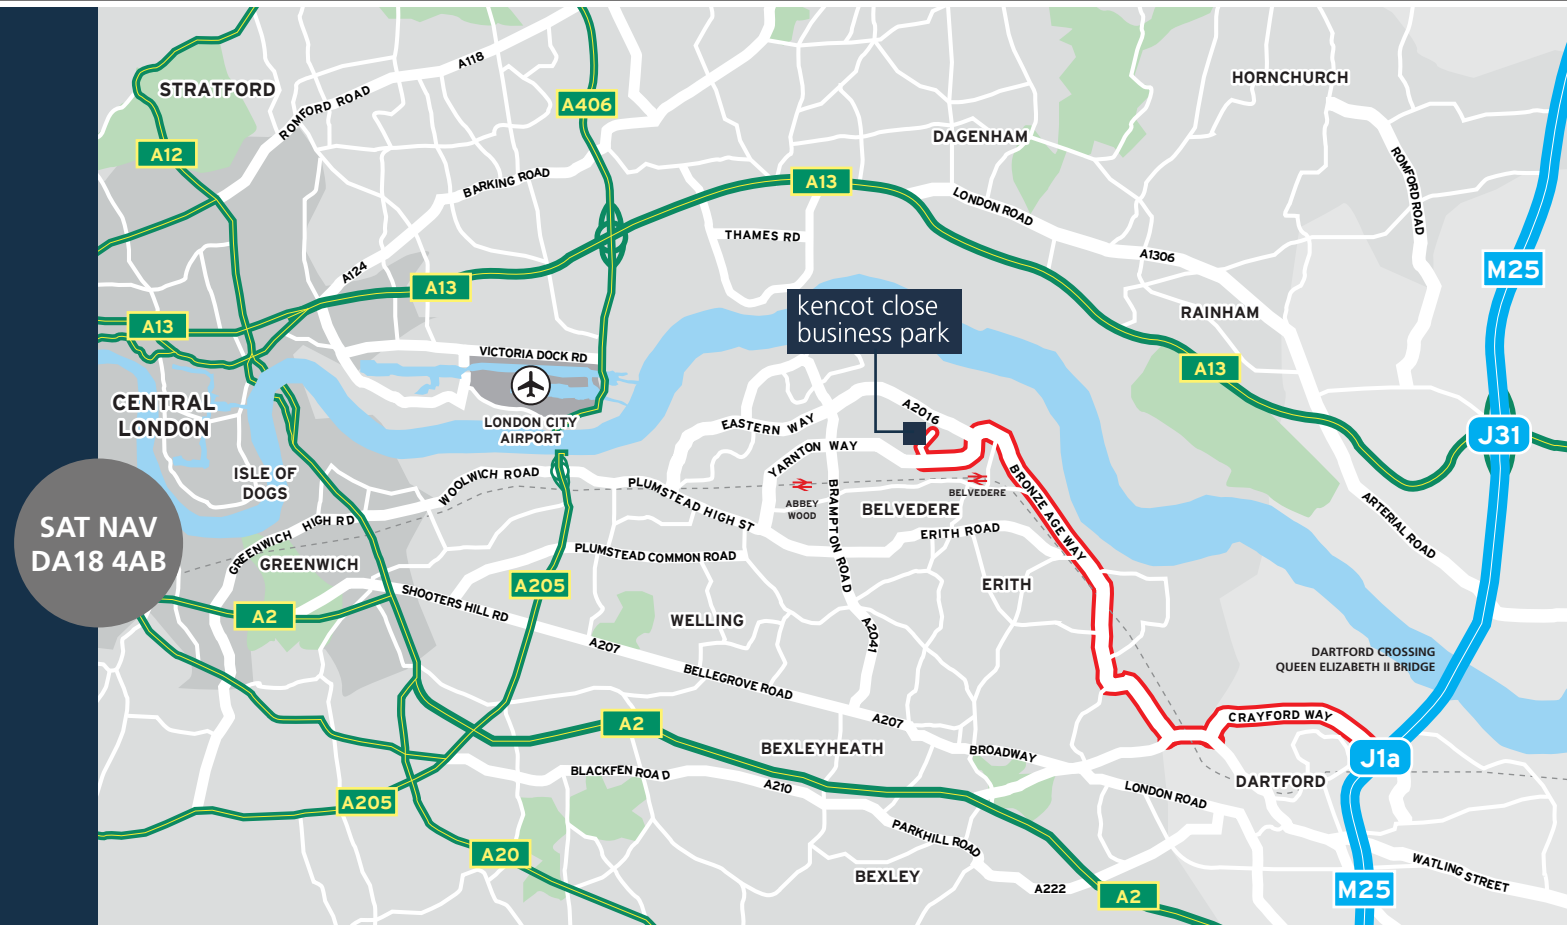 STRATFORD
ROMFORD ROAD
A118
A406
HORNCHURCH
DAGENHAM
A12
BARKING ROAD
A13
LONDON ROAD
ROMFORD ROAD
THAMES RD
A1306
M25
A124
A13
kencot close
business park
RAINHAM
A13
VICTORIA DOCK RD
A13
CENTRAL
LONDON
LONDON CITY
AIRPORT
EASTERN WAY
A2016
J31
YARNTON WAY
ISLE OF
DOGS
WOOLWICH ROAD
PLUMSTEAD HIGH ST
ABBEY
WOOD
BRAMPTON ROAD
BELVEDERE
BELVEDERE
BRONZE AGE WAY
ARTERIAL ROAD
SAT NAV
DA18 4AB
GREENWICH HIGH RD
GREENWICH
PLUMSTEAD COMMON ROAD
ERITH ROAD
ERITH
A205
A2
SHOOTERS HILL RD
WELLING
A207
A2041
DARTFORD CROSSING
QUEEN ELIZABETH II BRIDGE
BELLEGROVE ROAD
A2
A207
CRAYFORD WAY
BEXLEYHEATH
BROADWAY
J1a
BLACKFEN ROAD
A210
DARTFORD
LONDON ROAD
A205
PARKHILL ROAD
A20
BEXLEY
A222
A2
WATLING STREET
M25